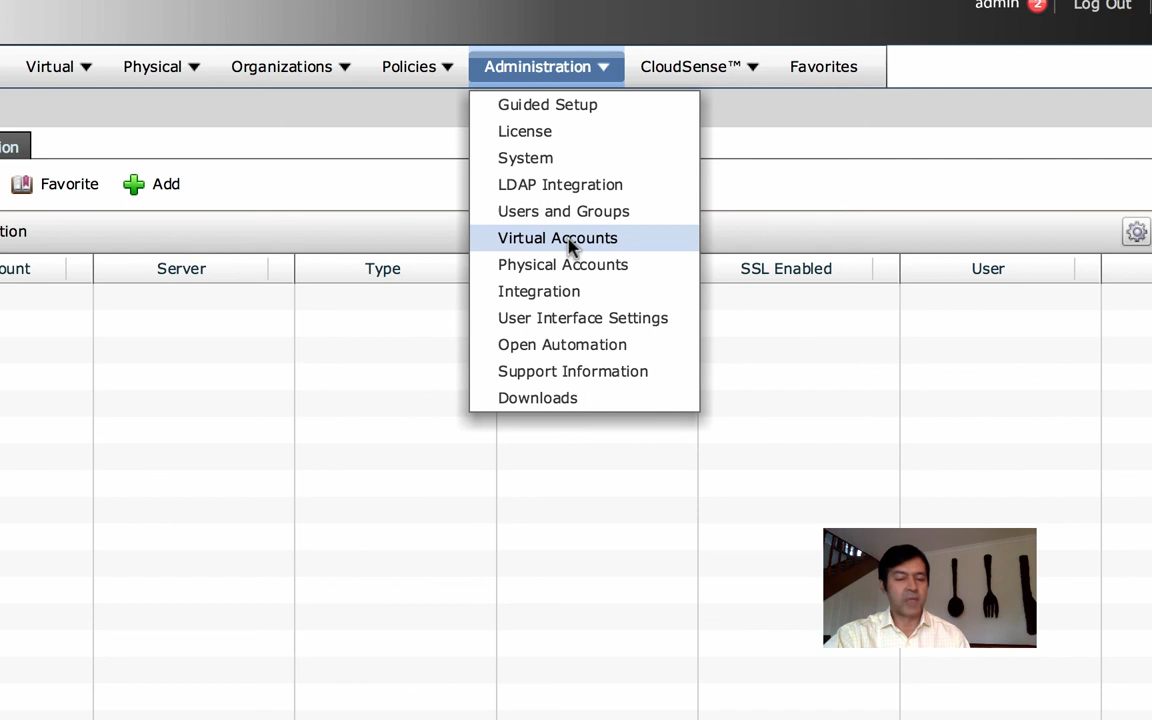 admin 2 Log Out
Virtual Physical Organizations Policies Administration CloudSense™ Favorites
Guided Setup
License
System
LDAP Integration
Users and Groups
Virtual Accounts
Physical Accounts
Integration
User Interface Settings
Open Automation
Support Information
Downloads
ion
Favorite Add
tion
ount Server Type SSL Enabled User